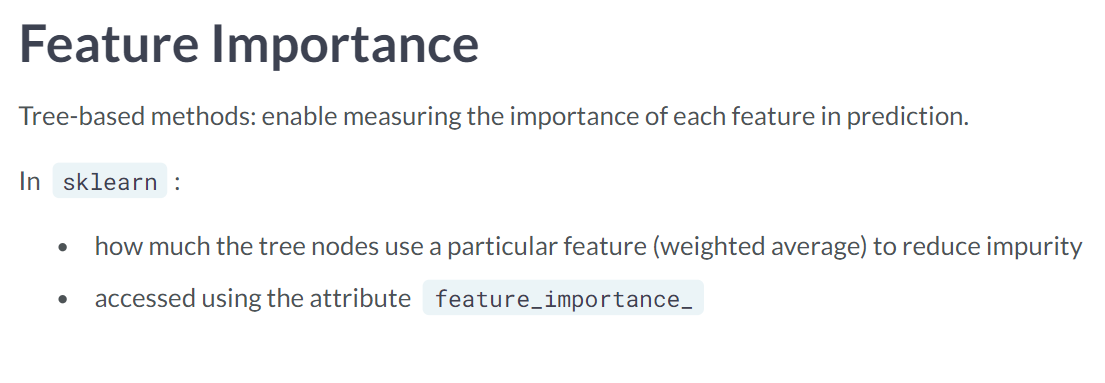 Feature Importance
Tree-based methods: enable measuring the importance of each feature in prediction.
In sklearn :
• how much the tree nodes use a particular feature (weighted average) to reduce impurity
• accessed using the attribute feature_importance_